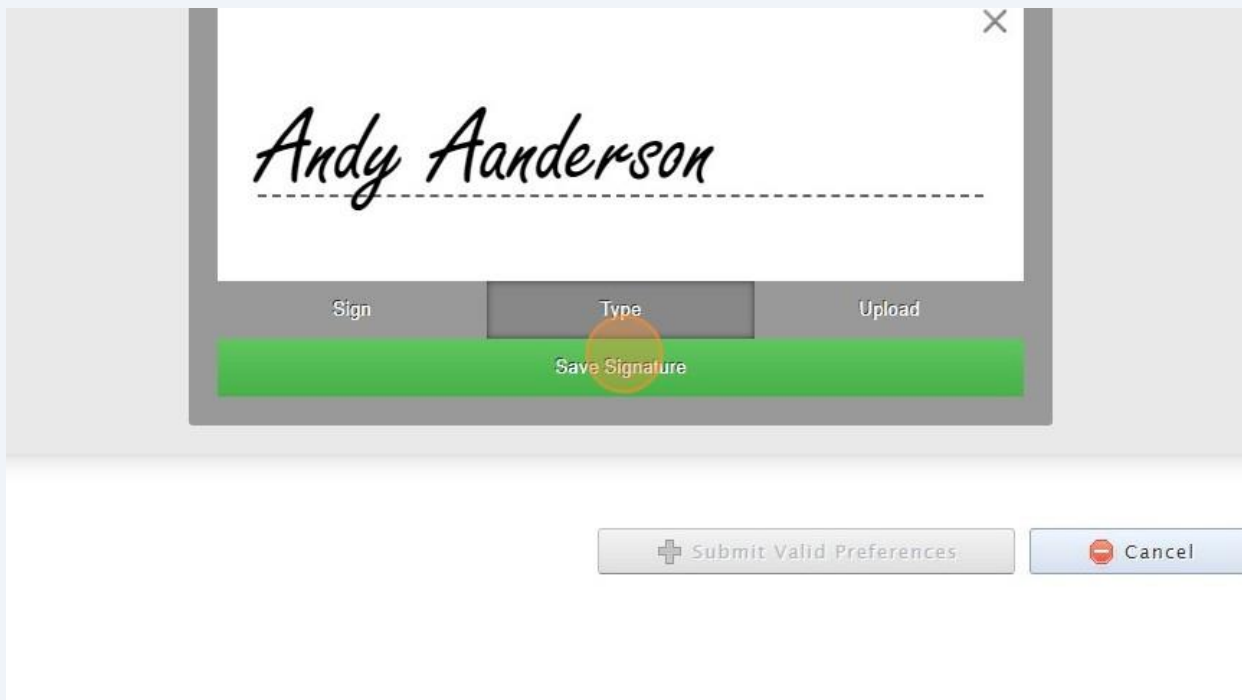 Andy Aanderson
Sign Type Upload
Save Signature
Submit Valid Preferences Cancel